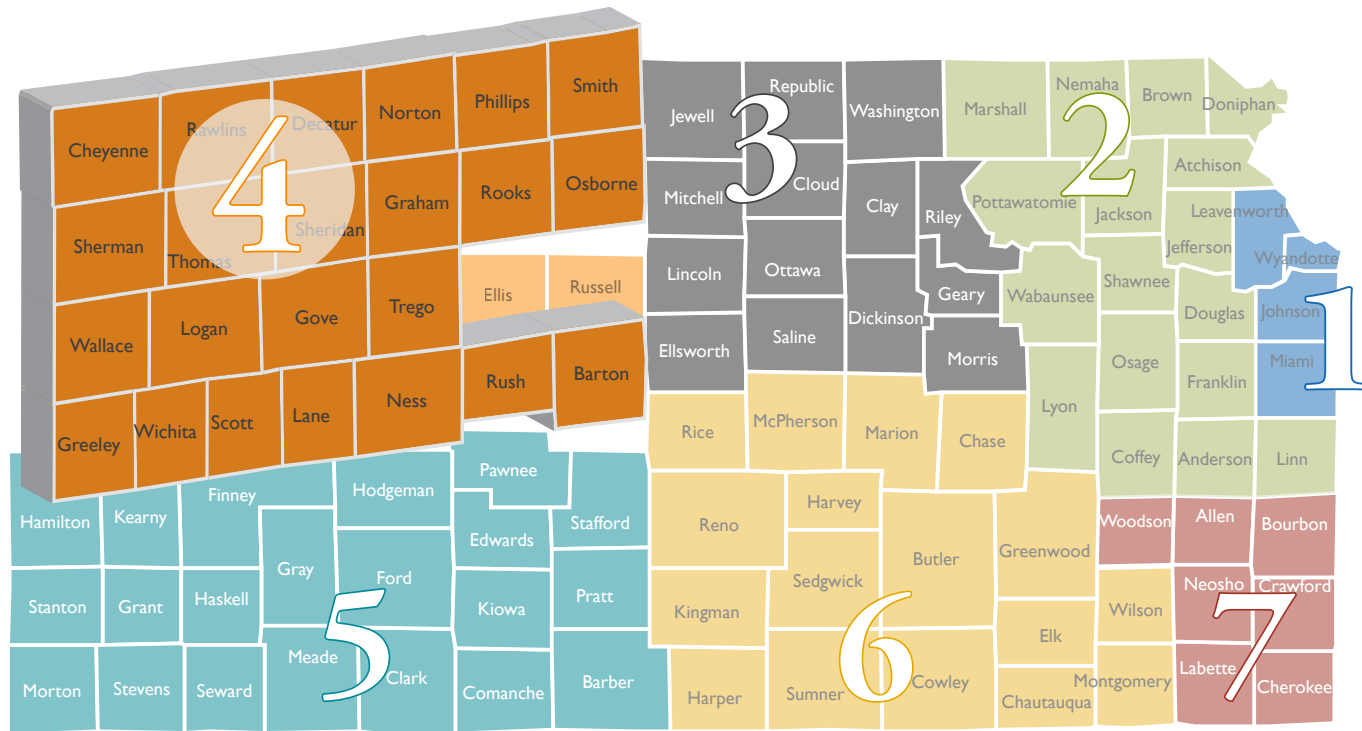 Cheyenne
Rawlins
Decatur
Norton
Phillips
Smith
Jewell
Republic
Washington
Marshall
Nemaha
Brown
Doniphan
4
3
2
Sherman
Thomas
Sheridan
Graham
Rooks
Osborne
Mitchell
Cloud
Clay
Riley
Pottawatomie
Jackson
Atchison
Jefferson
Leavenworth
Wyandotte
Wallace
Logan
Gove
Trego
Ellis
Russell
Lincoln
Ottawa
Geary
Wabaunsee
Shawnee
Douglas
Johnson
1
Greeley
Wichita
Scott
Lane
Ness
Rush
Barton
Ellsworth
Saline
Dickinson
Morris
Lyon
Osage
Franklin
Miami
Hamilton
Kearny
Finney
Hodgeman
Pawnee
Stafford
Rice
McPherson
Marion
Chase
Coffey
Anderson
Linn
Gray
Edwards
Reno
Harvey
Butler
Greenwood
Woodson
Allen
Bourbon
Stanton
Grant
Haskell
Ford
Kiowa
Pratt
Kingman
Sedgwick
Elk
Wilson
Neosho
Crawford
5
6
7
Morton
Stevens
Seward
Meade
Clark
Comanche
Barber
Harper
Sumner
Cowley
Chautauqua
Montgomery
Labette
Cherokee